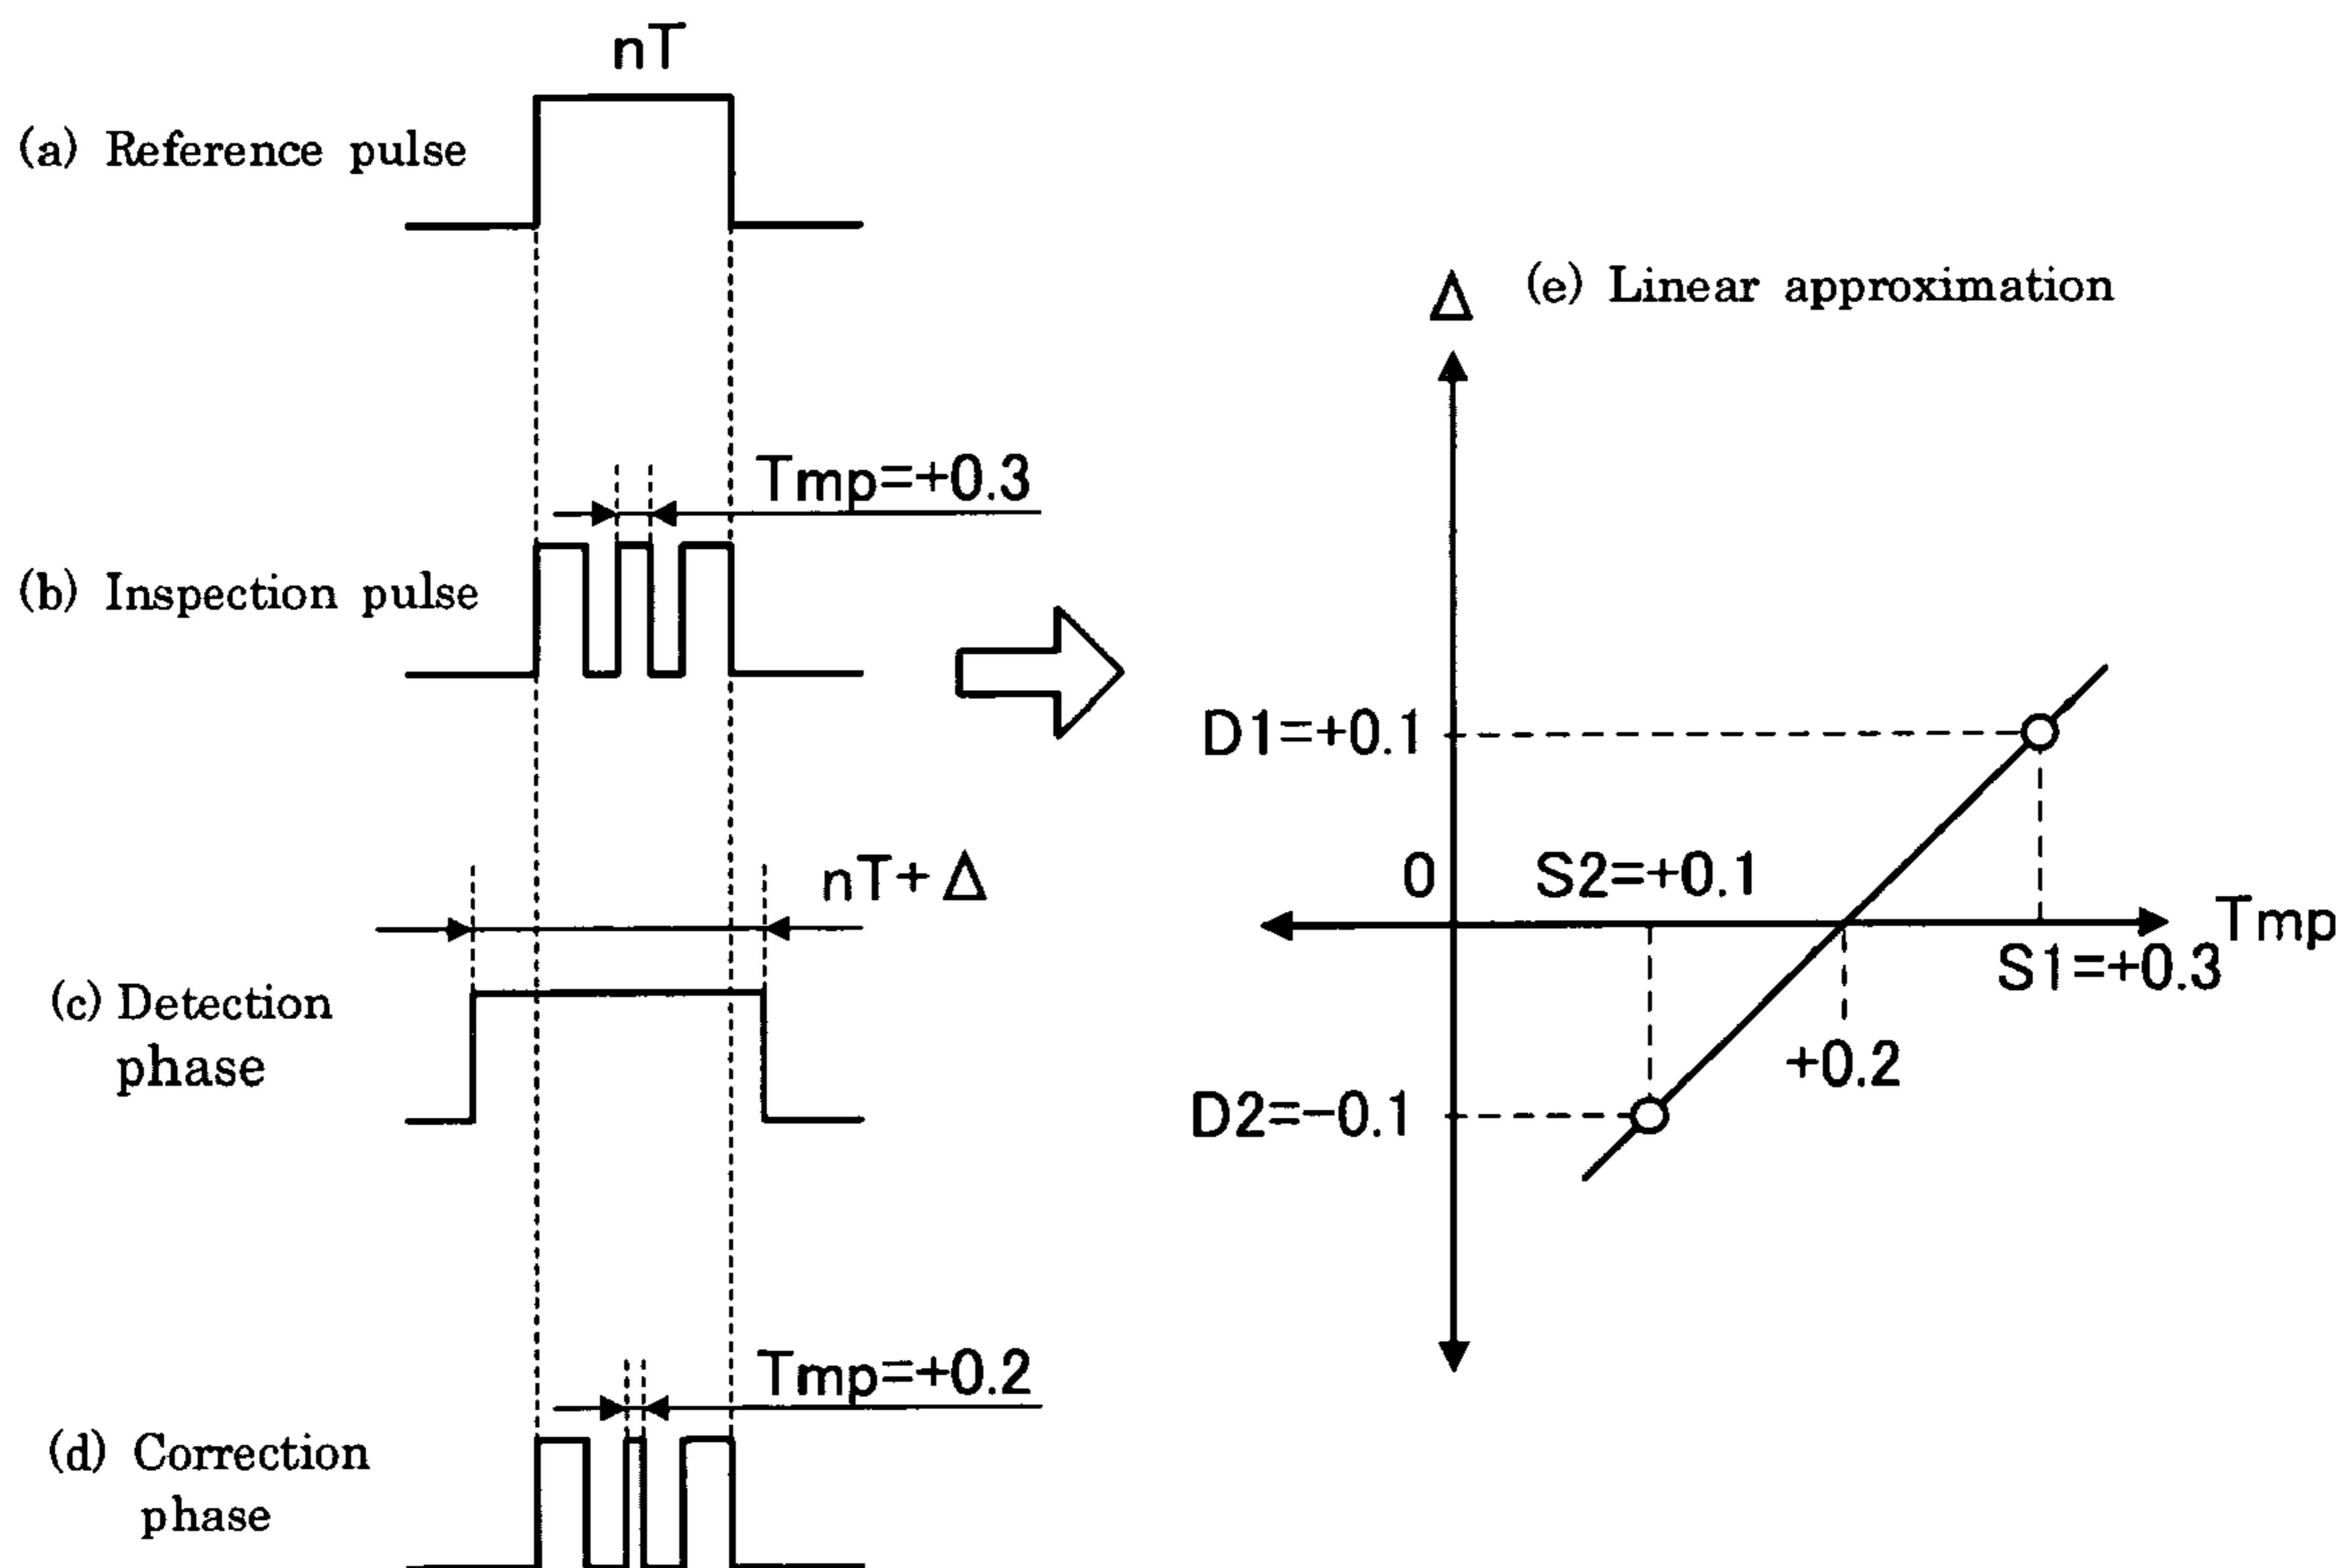 nT
(a) Reference pulse
Tmp=+0.3
(b) Inspection pulse
nT+Δ
(c) Detection
phase
Tmp=+0.2
(d) Correction
phase
Δ
(e) Linear approximation
D1=+0.1
0
S2=+0.1
Tmp
S1=+0.3
+0.2
D2=−0.1